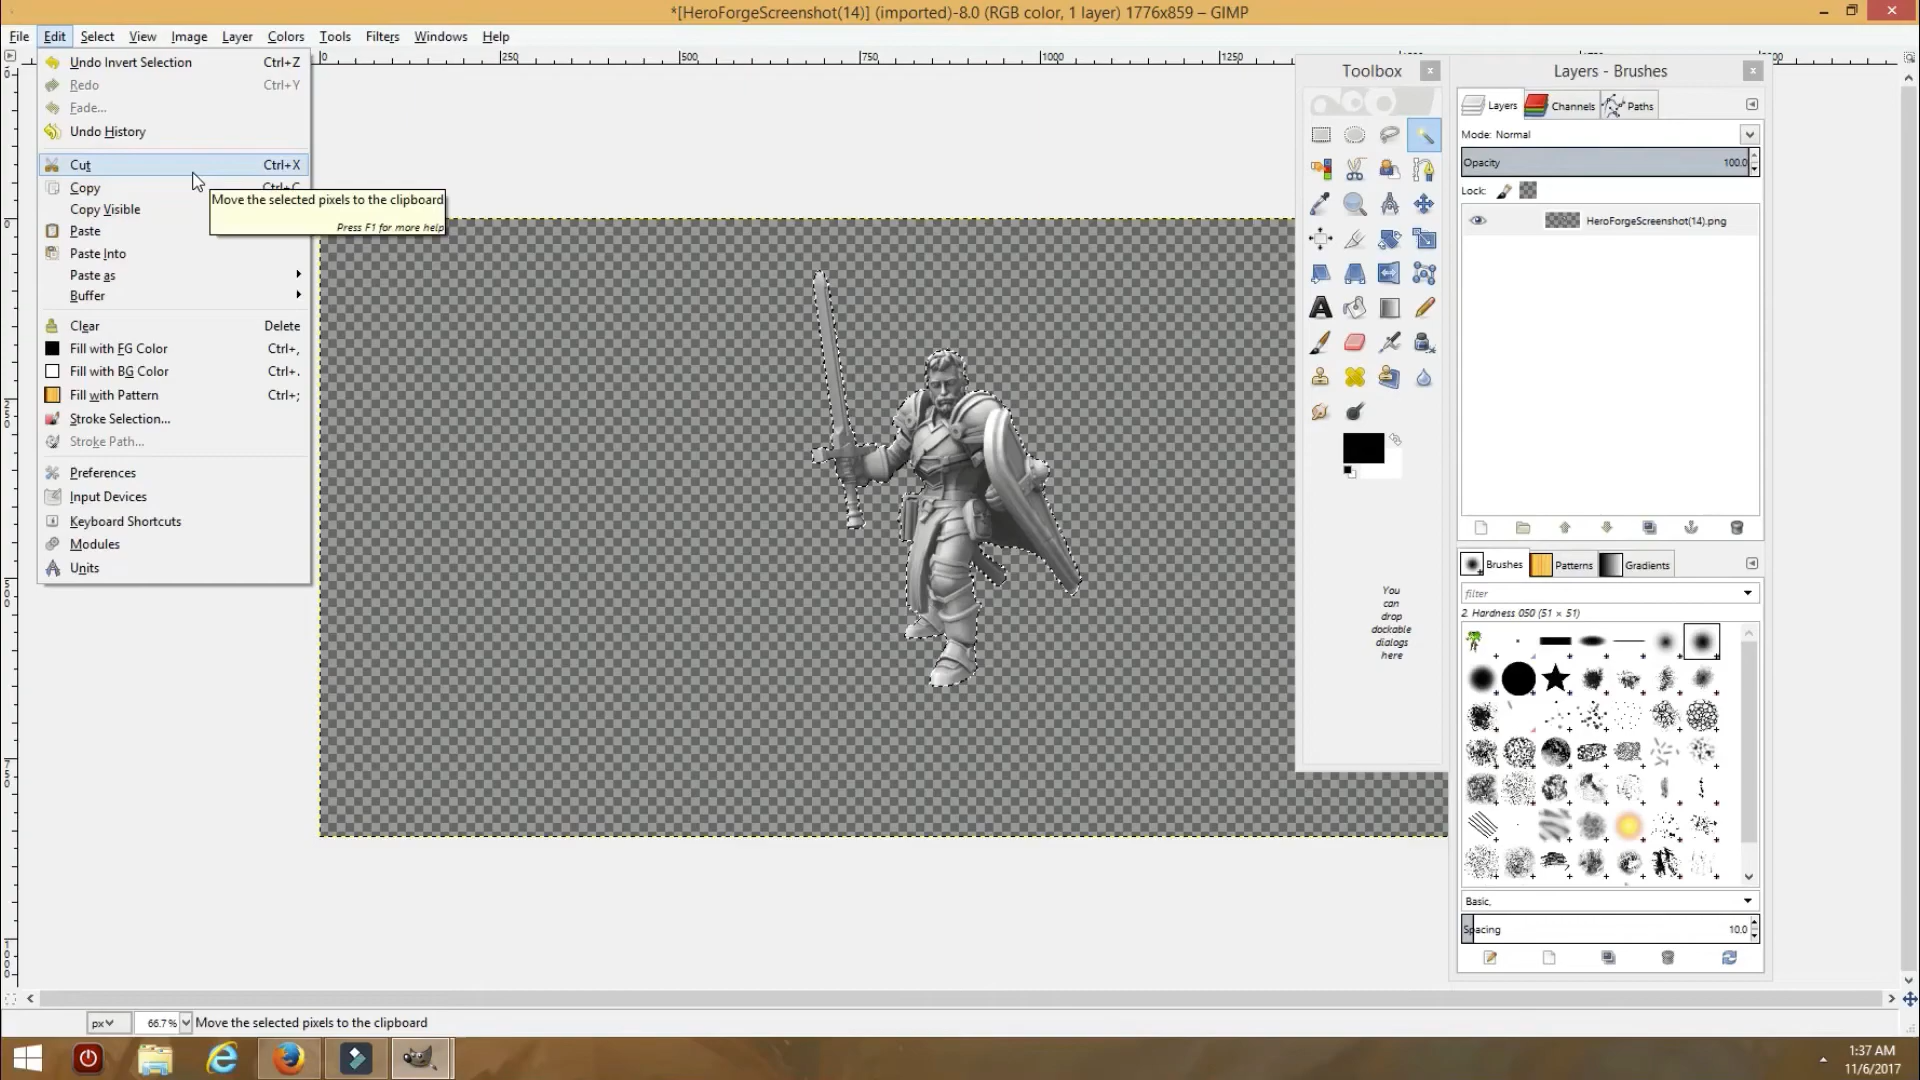 *[HeroForgeScreenshot(14)] (imported)-8.0 (RGB color, 1 layer) 1776x859 – GIMP
File Edit Select View Image Layer Colors Tools Filters Windows Help
Undo Invert Selection Ctrl+Z
Redo Ctrl+Y
Fade...
Undo History
Cut Ctrl+X
Copy Ctrl+C
Copy Visible
Paste
Paste Into
Paste as
Buffer
Clear Delete
Fill with FG Color Ctrl+,
Fill with BG Color Ctrl+.
Fill with Pattern Ctrl+;
Stroke Selection...
Stroke Path...
Preferences
Input Devices
Keyboard Shortcuts
Modules
Units
Move the selected pixels to the clipboard
Press F1 for more help
0 250 500 750 1000 1250
0
250
500
750
1000
Toolbox
You
can
drop
dockable
dialogs
here
Layers - Brushes
Layers Channels Paths
Mode: Normal
Opacity 100.0
Lock:
HeroForgeScreenshot(14).png
Brushes Patterns Gradients
filter
2. Hardness 050 (51 × 51)
Basic,
Spacing 10.0
px 66.7% Move the selected pixels to the clipboard
1:37 AM
11/6/2017